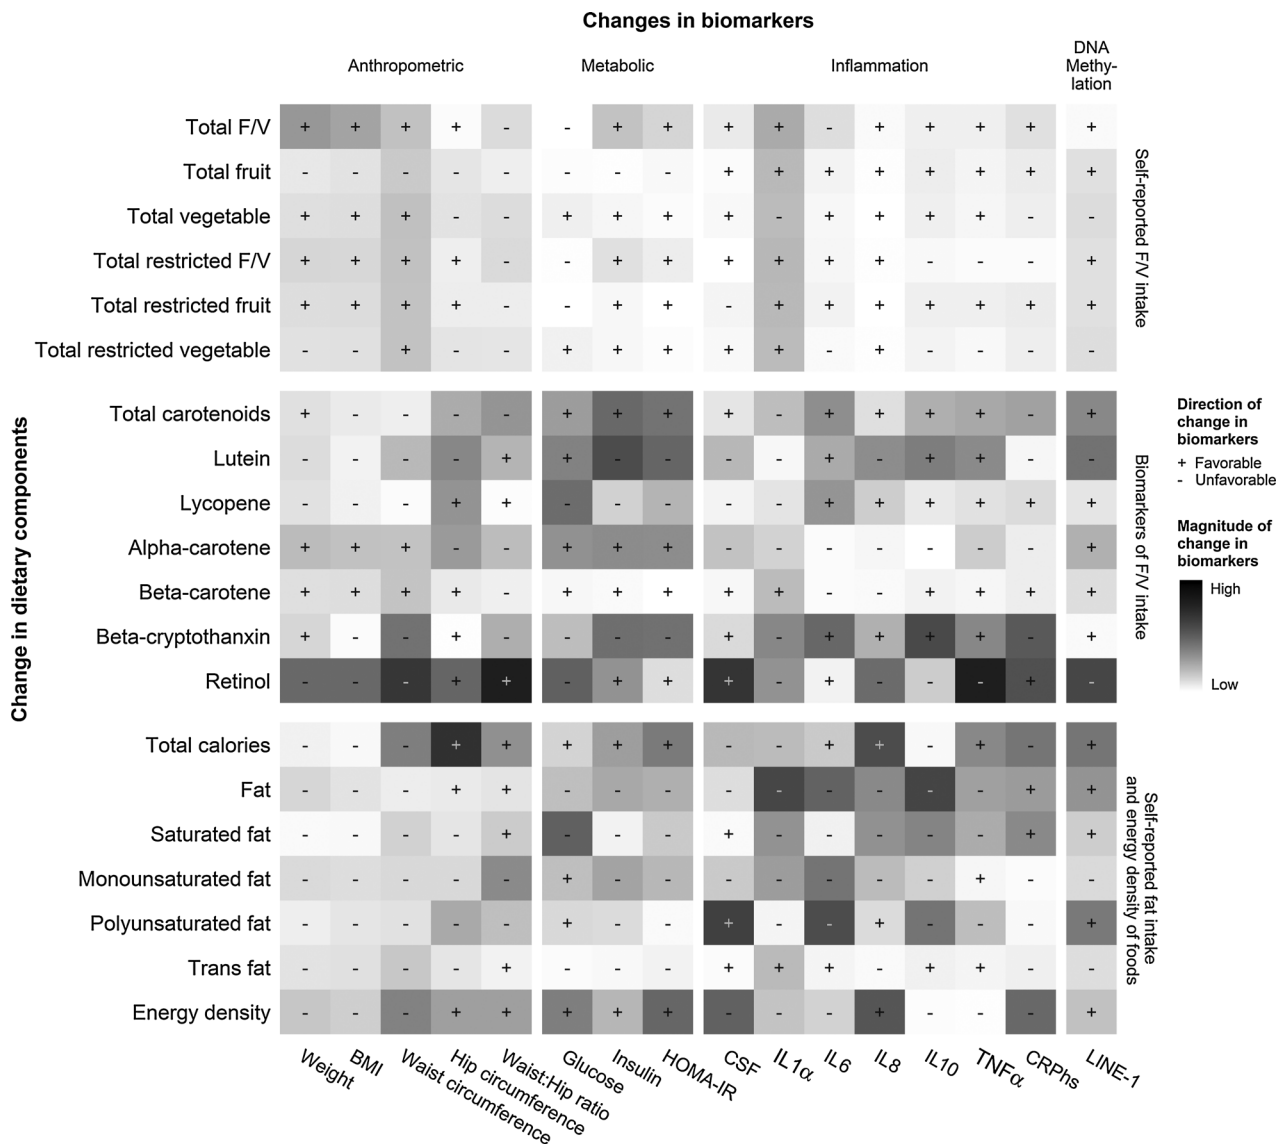 Changes in biomarkers
Anthropometric
Metabolic
Inflammation
DNA
Methy-
lation
Change in dietary components
Total F/V + + + + - - + + + + - + + + + +
Total fruit - - - - - - - - + + + + + + + +
Total vegetable + + + - - + + + + - + + + + - -
Total restricted F/V + + + + - - + + + + + + - - - +
Total restricted fruit + + + + - - + + - + + + + + + +
Total restricted vegetable - - + - - + + + + + - + - - - -
Self-reported F/V intake
Total carotenoids + - - - - + + + + - + + + + - +
Lutein - - - - + + - - - - + - + + - -
Lycopene - - - + + - - - - - + + + + + +
Alpha-carotene + + + - - + + + - - - - - - - +
Beta-carotene + + + + - + + + + + - - + + + +
Beta-cryptothanxin + - - + - - - - + - + + + + - +
Retinol - - - + + - + + + - + - - - + -
Biomarkers of F/V intake
Total calories - - - + + + + + - - + + - + - +
Fat - - - + + - - - - - - - - - + +
Saturated fat - - - - + - - - + - - - - - + +
Monounsaturated fat - - - - - + - - - - - - - + - -
Polyunsaturated fat - - - - - + - - + - - + - - - +
Trans fat - - - - + - - - + + + - + + - -
Energy density - - - + + + + + - - - + - - - +
Self-reported fat intake
and energy density of foods
Weight
BMI
Waist circumference
Hip circumference
Waist:Hip ratio
Glucose
Insulin
HOMA-IR
CSF
IL1α
IL6
IL8
IL10
TNFα
CRPhs
LINE-1
Direction of
change in
biomarkers
+ Favorable
- Unfavorable
Magnitude of
change in
biomarkers
High
Low